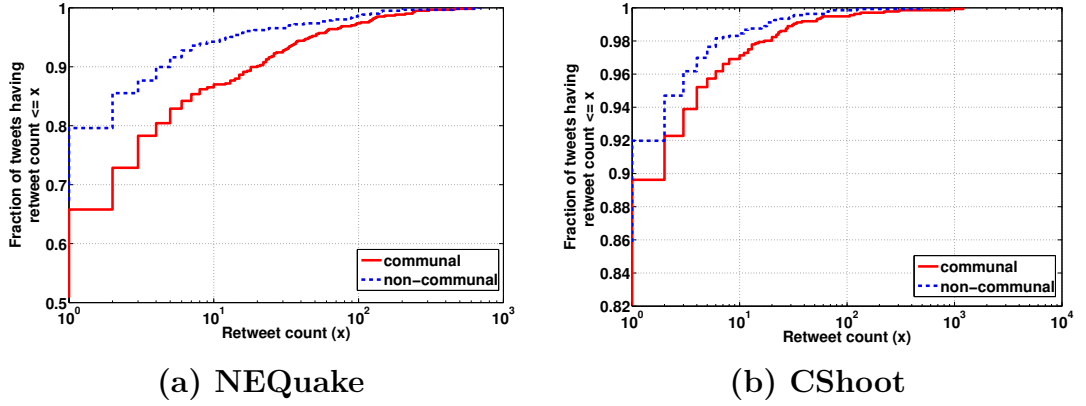 Fraction of tweets having
retweet count <= x
1
0.9
0.8
0.7
0.6
0.5
10^0
10^1
10^2
10^3
Retweet count (x)
communal
non-communal
(a) NEQuake
Fraction of tweets having
retweet count <= x
1
0.98
0.96
0.94
0.92
0.9
0.88
0.86
0.84
0.82
10^0
10^1
10^2
10^3
10^4
Retweet count (x)
communal
non-communal
(b) CShoot